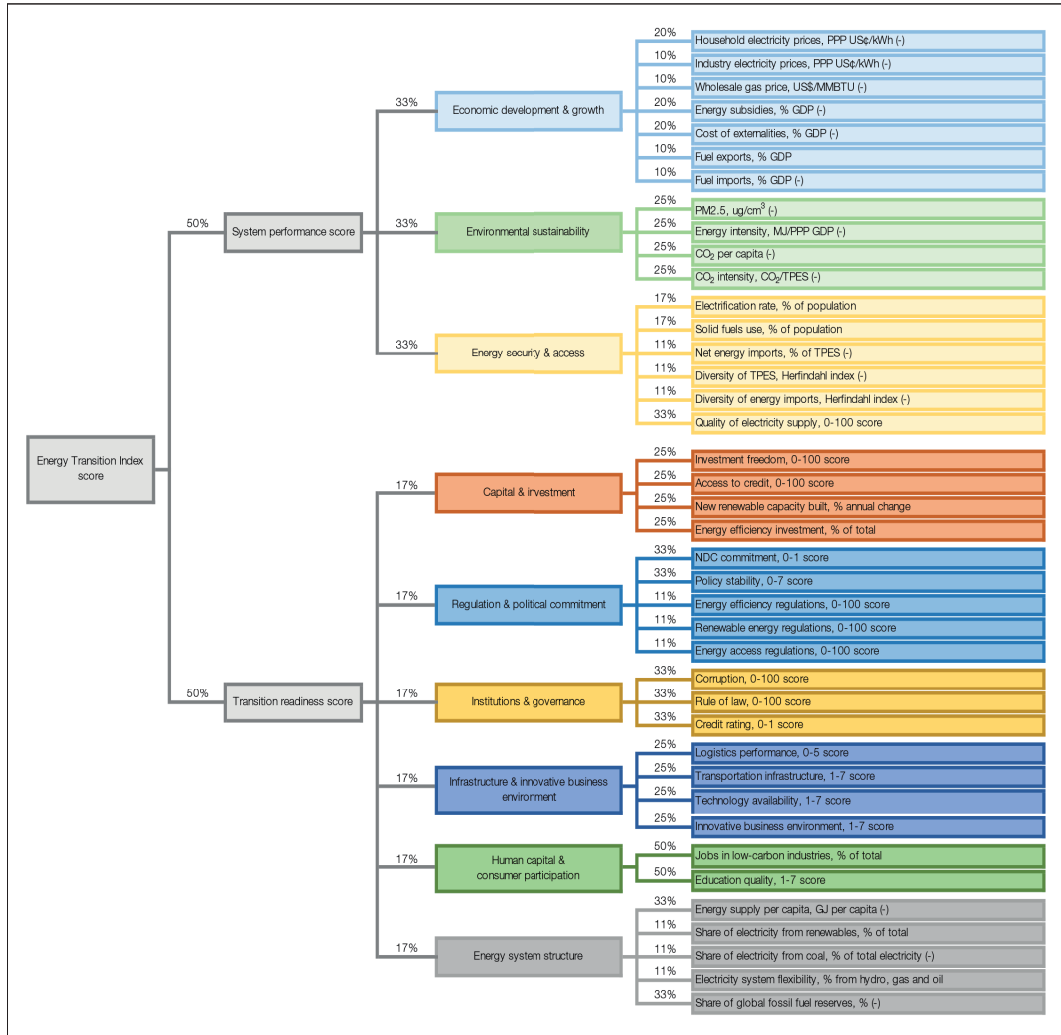 Energy Transition Index
score
50%
System performance score
33%
Economic development & growth
20%
Household electricity prices, PPP US¢/kWh (-)
10%
Industry electricity prices, PPP US¢/kWh (-)
10%
Wholesale gas price, US$/MMBTU (-)
20%
Energy subsidies, % GDP (-)
20%
Cost of externalities, % GDP (-)
10%
Fuel exports, % GDP
10%
Fuel imports, % GDP (-)
33%
Environmental sustainability
25%
PM2.5, ug/cm³ (-)
25%
Energy intensity, MJ/PPP GDP (-)
25%
CO₂ per capita (-)
25%
CO₂ intensity, CO₂/TPES (-)
33%
Energy security & access
17%
Electrification rate, % of population
17%
Solid fuels use, % of population
11%
Net energy imports, % of TPES (-)
11%
Diversity of TPES, Herfindahl index (-)
11%
Diversity of energy imports, Herfindahl index (-)
33%
Quality of electricity supply, 0-100 score
50%
Transition readiness score
17%
Capital & investment
25%
Investment freedom, 0-100 score
25%
Access to credit, 0-100 score
25%
New renewable capacity built, % annual change
25%
Energy efficiency investment, % of total
17%
Regulation & political commitment
33%
NDC commitment, 0-1 score
33%
Policy stability, 0-7 score
11%
Energy efficiency regulations, 0-100 score
11%
Renewable energy regulations, 0-100 score
11%
Energy access regulations, 0-100 score
17%
Institutions & governance
33%
Corruption, 0-100 score
33%
Rule of law, 0-100 score
33%
Credit rating, 0-1 score
17%
Infrastructure & innovative business
environment
25%
Logistics performance, 0-5 score
25%
Transportation infrastructure, 1-7 score
25%
Technology availability, 1-7 score
25%
Innovative business environment, 1-7 score
17%
Human capital &
consumer participation
50%
Jobs in low-carbon industries, % of total
50%
Education quality, 1-7 score
17%
Energy system structure
33%
Energy supply per capita, GJ per capita (-)
11%
Share of electricity from renewables, % of total
11%
Share of electricity from coal, % of total electricity (-)
11%
Electricity system flexibility, % from hydro, gas and oil
33%
Share of global fossil fuel reserves, % (-)